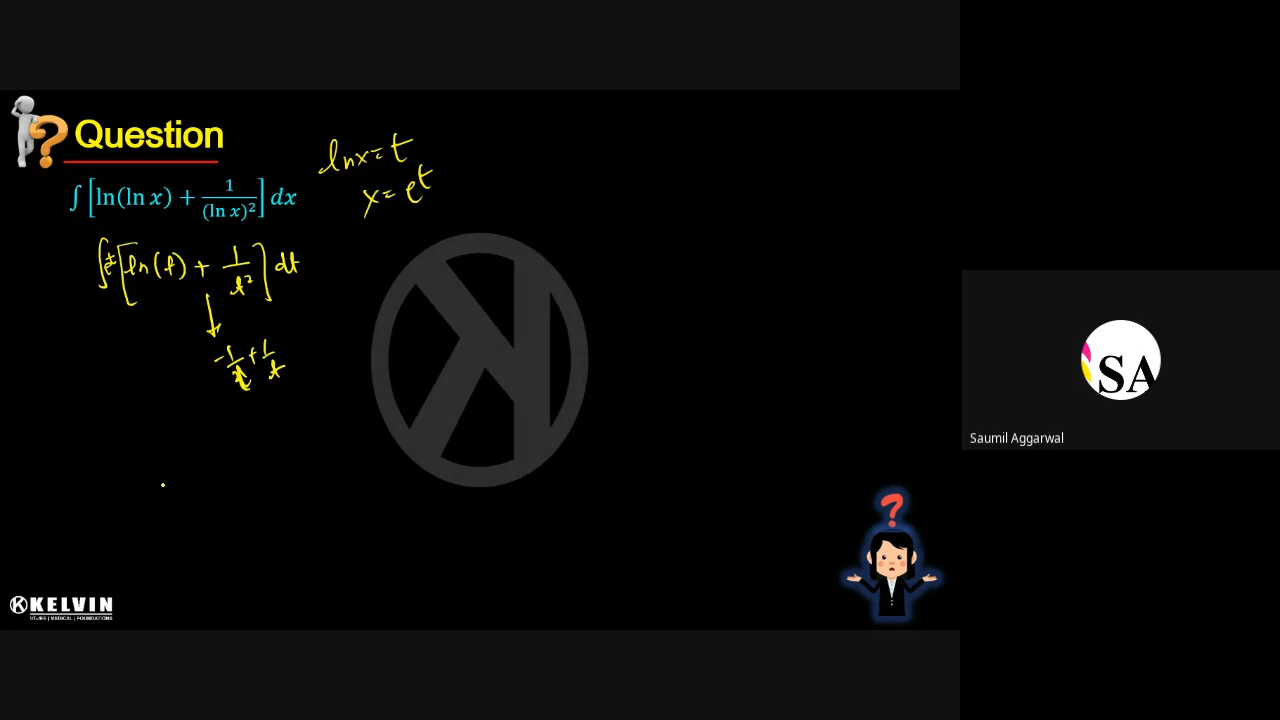 Question
∫ [ln(ln x) + 1/(ln x)²] dx
ln x = t
x = e^t
∫ e^t [ln(t) + 1/t²] dt
-1/t + 1/t
SA
Saumil Aggarwal
KELVIN
IIT-JEE | MEDICAL | FOUNDATIONS